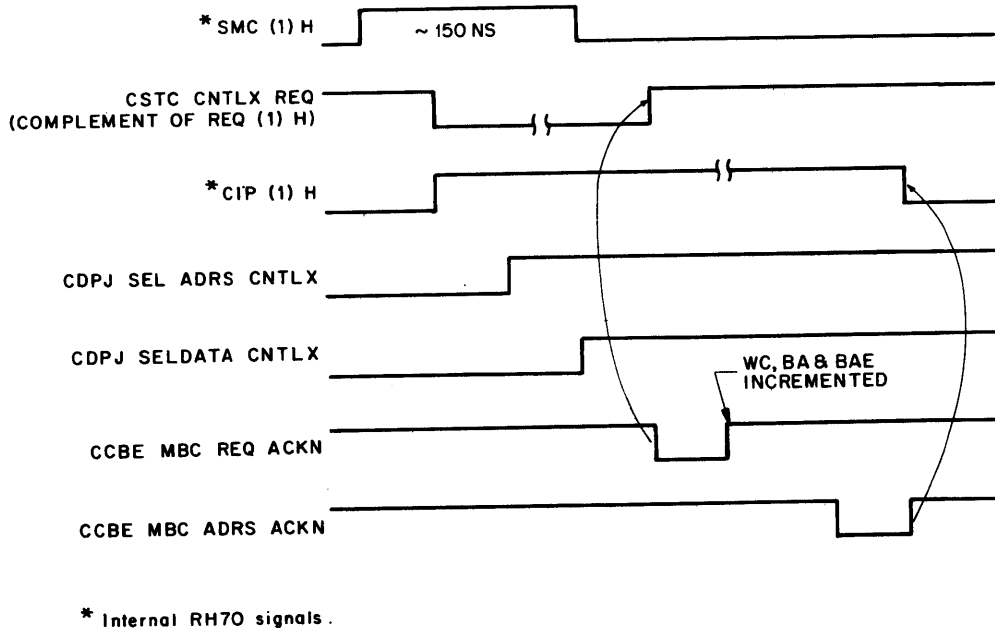 * SMC (1) H
~ 150 NS
CSTC CNTLX REQ
(COMPLEMENT OF REQ (1) H)
* CIP (1) H
CDPJ SEL ADRS CNTLX
CDPJ SELDATA CNTLX
WC, BA & BAE
INCREMENTED
CCBE MBC REQ ACKN
CCBE MBC ADRS ACKN
* Internal RH70 signals.